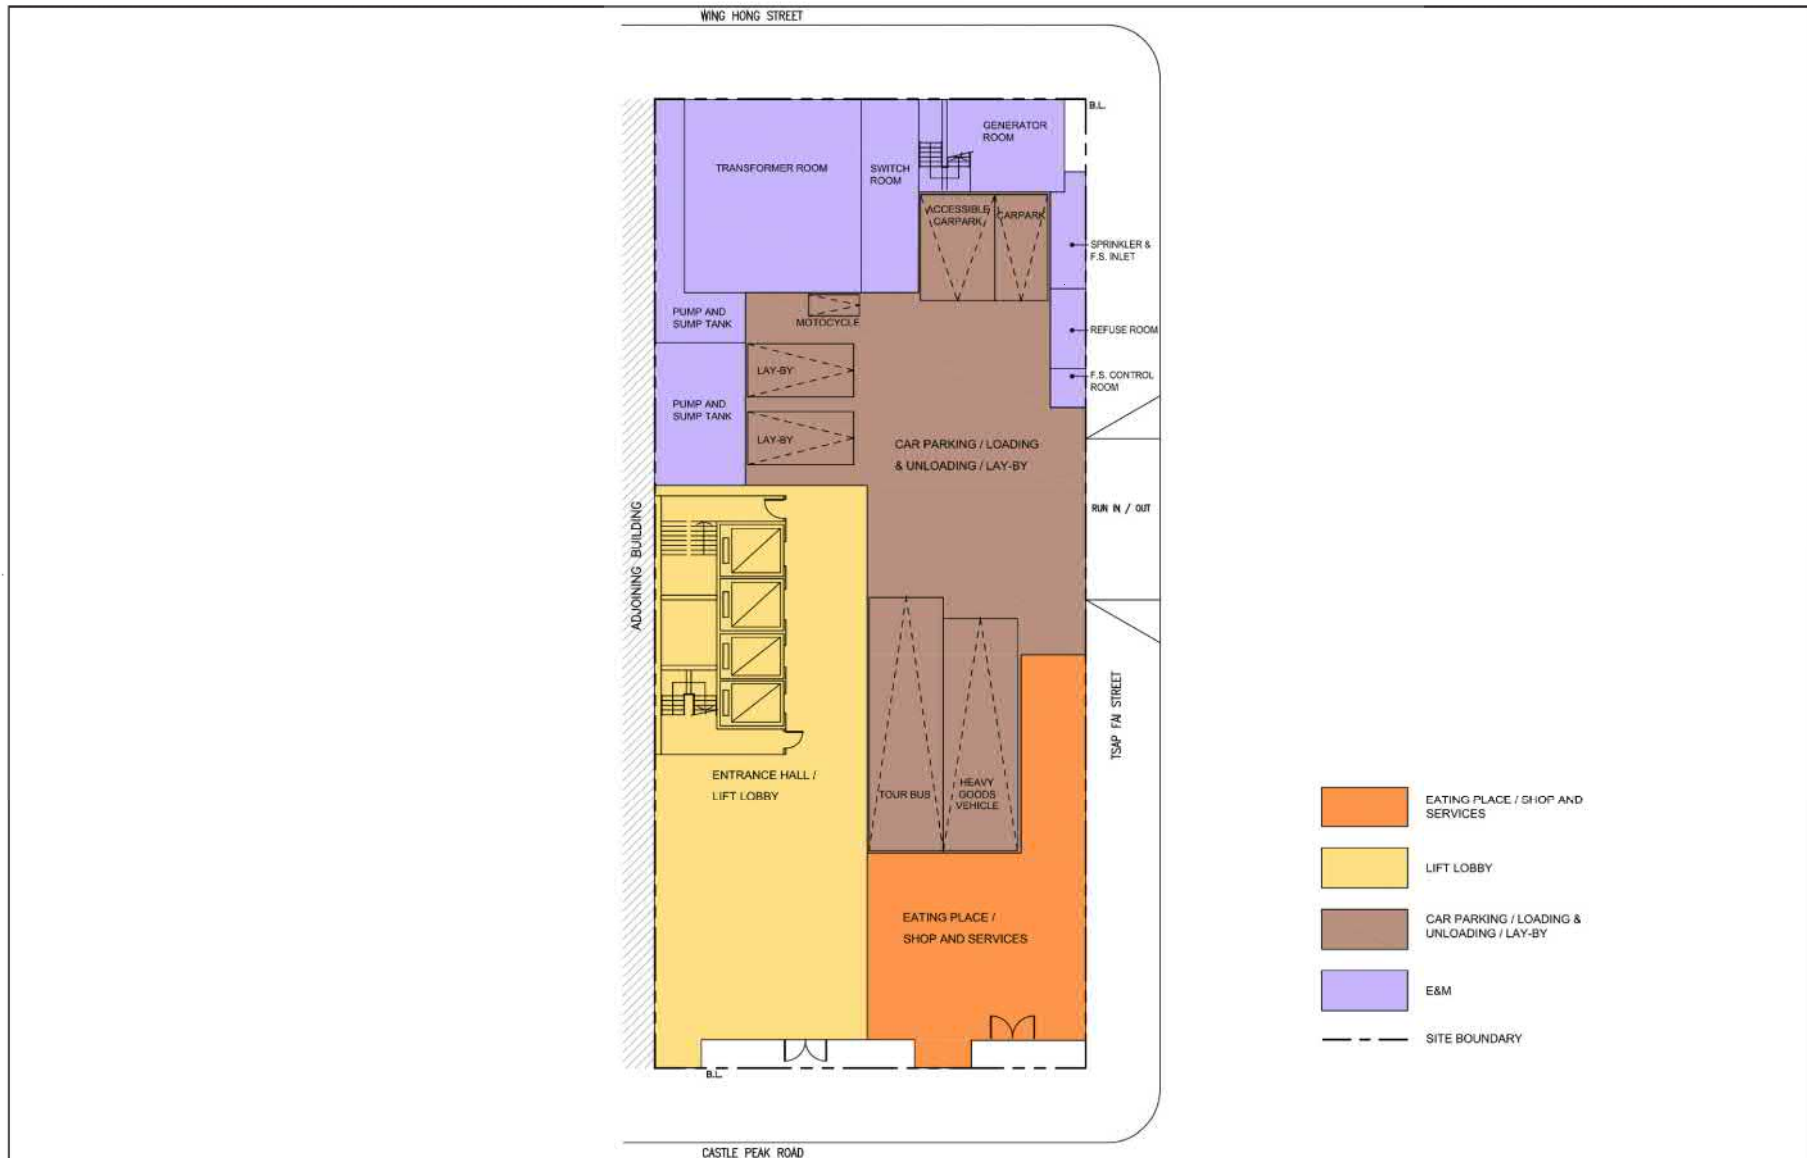 WING HONG STREET
B.L.
GENERATOR
ROOM
TRANSFORMER ROOM
SWITCH
ROOM
ACCESSIBLE
CARPARK
CARPARK
SPRINKLER &
F.S. INLET
PUMP AND
SUMP TANK
MOTOCYCLE
REFUSE ROOM
LAY-BY
F.S. CONTROL
ROOM
PUMP AND
SUMP TANK
LAY-BY
CAR PARKING / LOADING
& UNLOADING / LAY-BY
RUN IN / OUT
ADJOINING BUILDING
TSAP FAI STREET
ENTRANCE HALL /
LIFT LOBBY
TOUR BUS
HEAVY
GOODS
VEHICLE
EATING PLACE /
SHOP AND SERVICES
B.L.
CASTLE PEAK ROAD
EATING PLACE / SHOP AND
SERVICES
LIFT LOBBY
CAR PARKING / LOADING &
UNLOADING / LAY-BY
E&M
SITE BOUNDARY